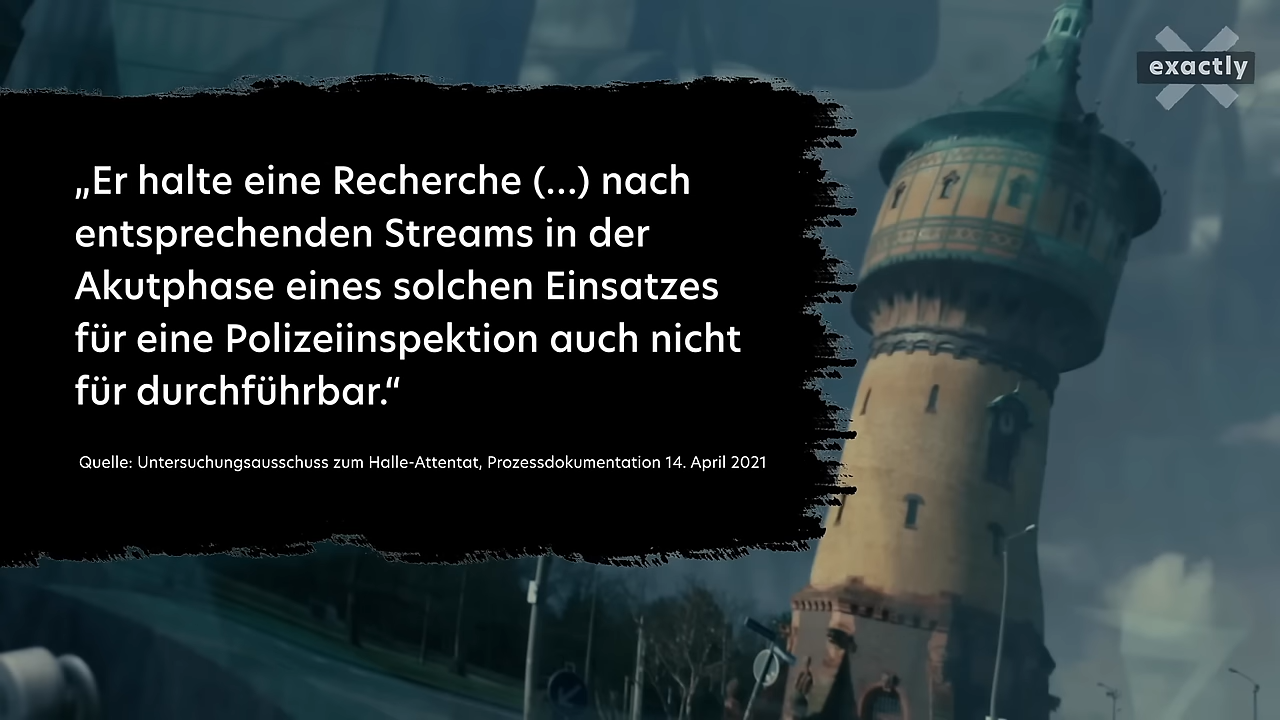 exactly
„Er halte eine Recherche (...) nach
entsprechenden Streams in der
Akutphase eines solchen Einsatzes
für eine Polizeiinspektion auch nicht
für durchführbar.“
Quelle: Untersuchungsausschuss zum Halle-Attentat, Prozessdokumentation 14. April 2021